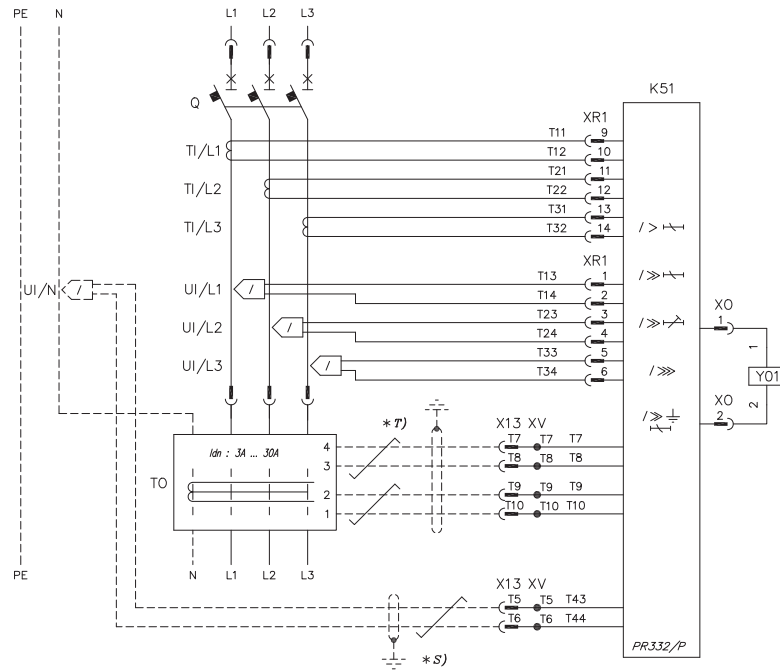 PE N L1 L2 L3
K51
Q
XR1
T11 9
TI/L1 T12 10
T21 11
TI/L2 T22 12
T31 13
TI/L3 T32 14
/>
XR1
UI/N UI/L1 T13 1 />>
T14 2
XO
T23 3 />> 1
UI/L2 T24 4
T33 5
UI/L3 T34 6 />>>
1
YO1
2
/>>
XO
2
*T) X13 XV
Idn : 3A ... 30A 4 T7 T7 T7
3 T8 T8 T8
TO 2 T9 T9 T9
1 T10 T10 T10
PE N L1 L2 L3
X13 XV
T5 T5 T43
T6 T6 T44
*S)
PR332/P